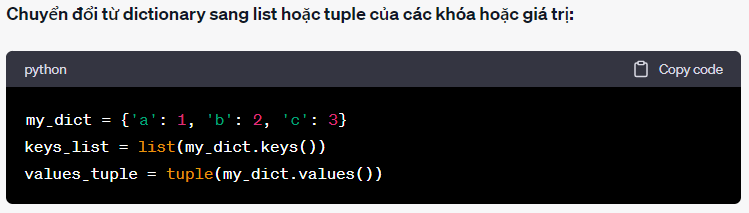 Chuyển đổi từ dictionary sang list hoặc tuple của các khóa hoặc giá trị:
python Copy code
my_dict = {'a': 1, 'b': 2, 'c': 3}
keys_list = list(my_dict.keys())
values_tuple = tuple(my_dict.values())